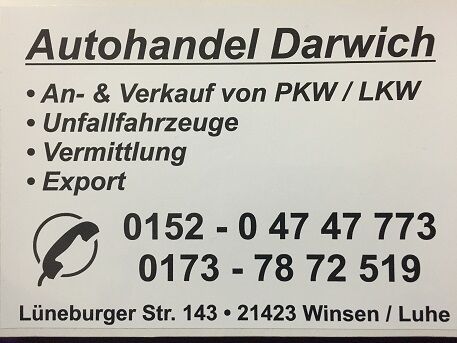 Autohandel Darwich
• An- & Verkauf von PKW / LKW
• Unfallfahrzeuge
• Vermittlung
• Export
0152 - 0 47 47 773
0173 - 78 72 519
Lüneburger Str. 143 • 21423 Winsen / Luhe